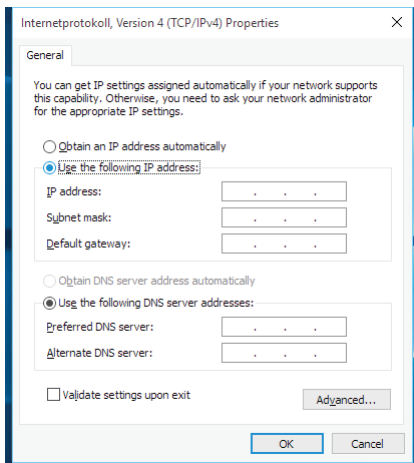 Internetprotokoll, Version 4 (TCP/IPv4) Properties
General
You can get IP settings assigned automatically if your network supports
this capability. Otherwise, you need to ask your network administrator
for the appropriate IP settings.
Obtain an IP address automatically
Use the following IP address:
IP address:
Subnet mask:
Default gateway:
Obtain DNS server address automatically
Use the following DNS server addresses:
Preferred DNS server:
Alternate DNS server:
Validate settings upon exit
Advanced...
OK Cancel